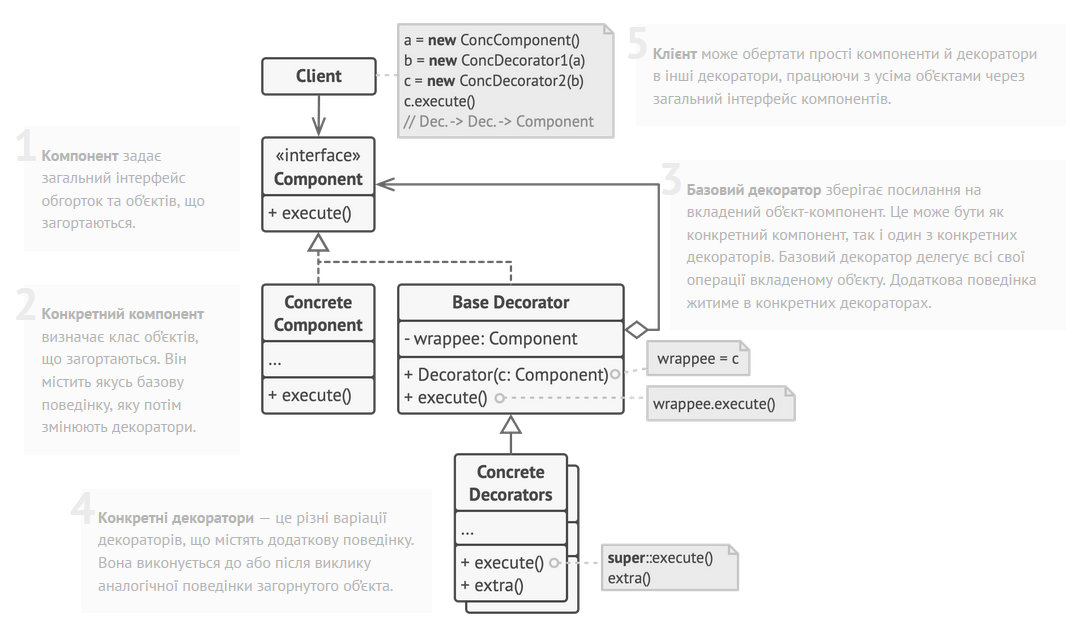 Client
a = new ConcComponent()
b = new ConcDecorator1(a)
c = new ConcDecorator2(b)
c.execute()
// Dec. -> Dec. -> Component
5
Клієнт може обертати прості компоненти й декоратори
в інші декоратори, працюючи з усіма об'єктами через
загальний інтерфейс компонентів.
1
Компонент задає
загальний інтерфейс
обгорток та об'єктів, що
загортаються.
«interface»
Component
+ execute()
3
Базовий декоратор зберігає посилання на
вкладений об'єкт-компонент. Це може бути як
конкретний компонент, так і один з конкретних
декораторів. Базовий декоратор делегує всі свої
операції вкладеному об'єкту. Додаткова поведінка
житиме в конкретних декораторах.
2
Конкретний компонент
визначає клас об'єктів,
що загортаються. Він
містить якусь базову
поведінку, яку потім
змінюють декоратори.
Concrete
Component
...
+ execute()
Base Decorator
- wrappee: Component
+ Decorator(c: Component)
+ execute()
wrappee = c
wrappee.execute()
4
Конкретні декоратори — це різні варіації
декораторів, що містять додаткову поведінку.
Вона виконується до або після виклику
аналогічної поведінки загорнутого об'єкта.
Concrete
Decorators
...
+ execute()
+ extra()
super::execute()
extra()